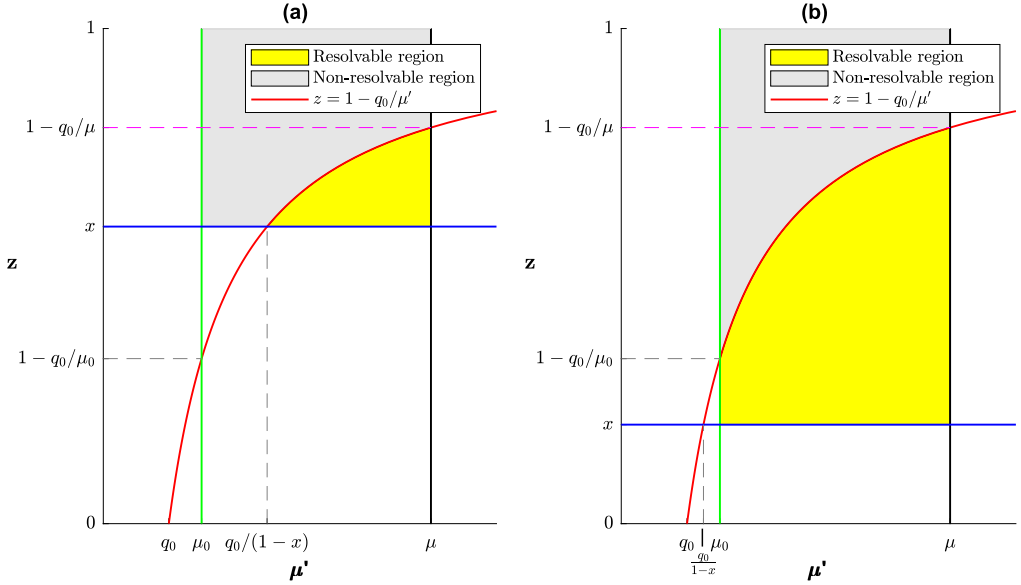 (a)
1
Resolvable region
Non-resolvable region
z = 1 − q₀/μ'
1 − q₀/μ
x
z
1 − q₀/μ₀
0
q₀ μ₀ q₀/(1 − x) μ
μ'
(b)
1
Resolvable region
Non-resolvable region
z = 1 − q₀/μ'
1 − q₀/μ
z
1 − q₀/μ₀
x
0
q₀ μ₀ μ
q₀/1−x
μ'